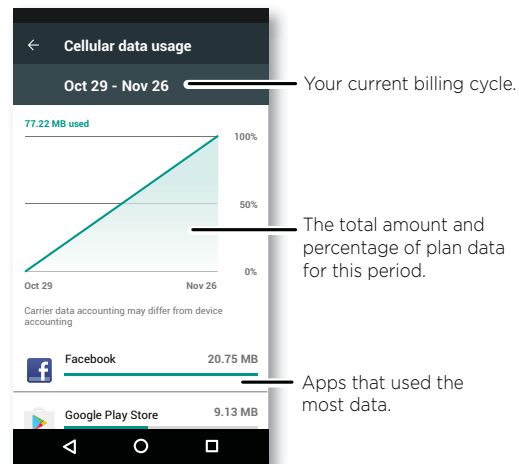 Cellular data usage
Oct 29 - Nov 26
Your current billing cycle.
77.22 MB used
100%
50%
The total amount and
percentage of plan data
for this period.
0%
Oct 29
Nov 26
Carrier data accounting may differ from device
accounting
Facebook
20.75 MB
Apps that used the
most data.
Google Play Store
9.13 MB